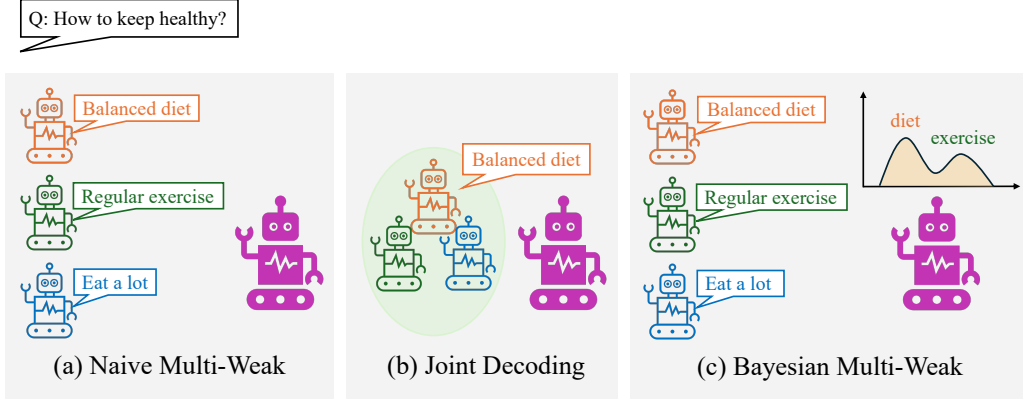 Q: How to keep healthy?
Balanced diet
Regular exercise
Eat a lot
(a) Naive Multi-Weak
Balanced diet
(b) Joint Decoding
Balanced diet
Regular exercise
Eat a lot
diet
exercise
(c) Bayesian Multi-Weak